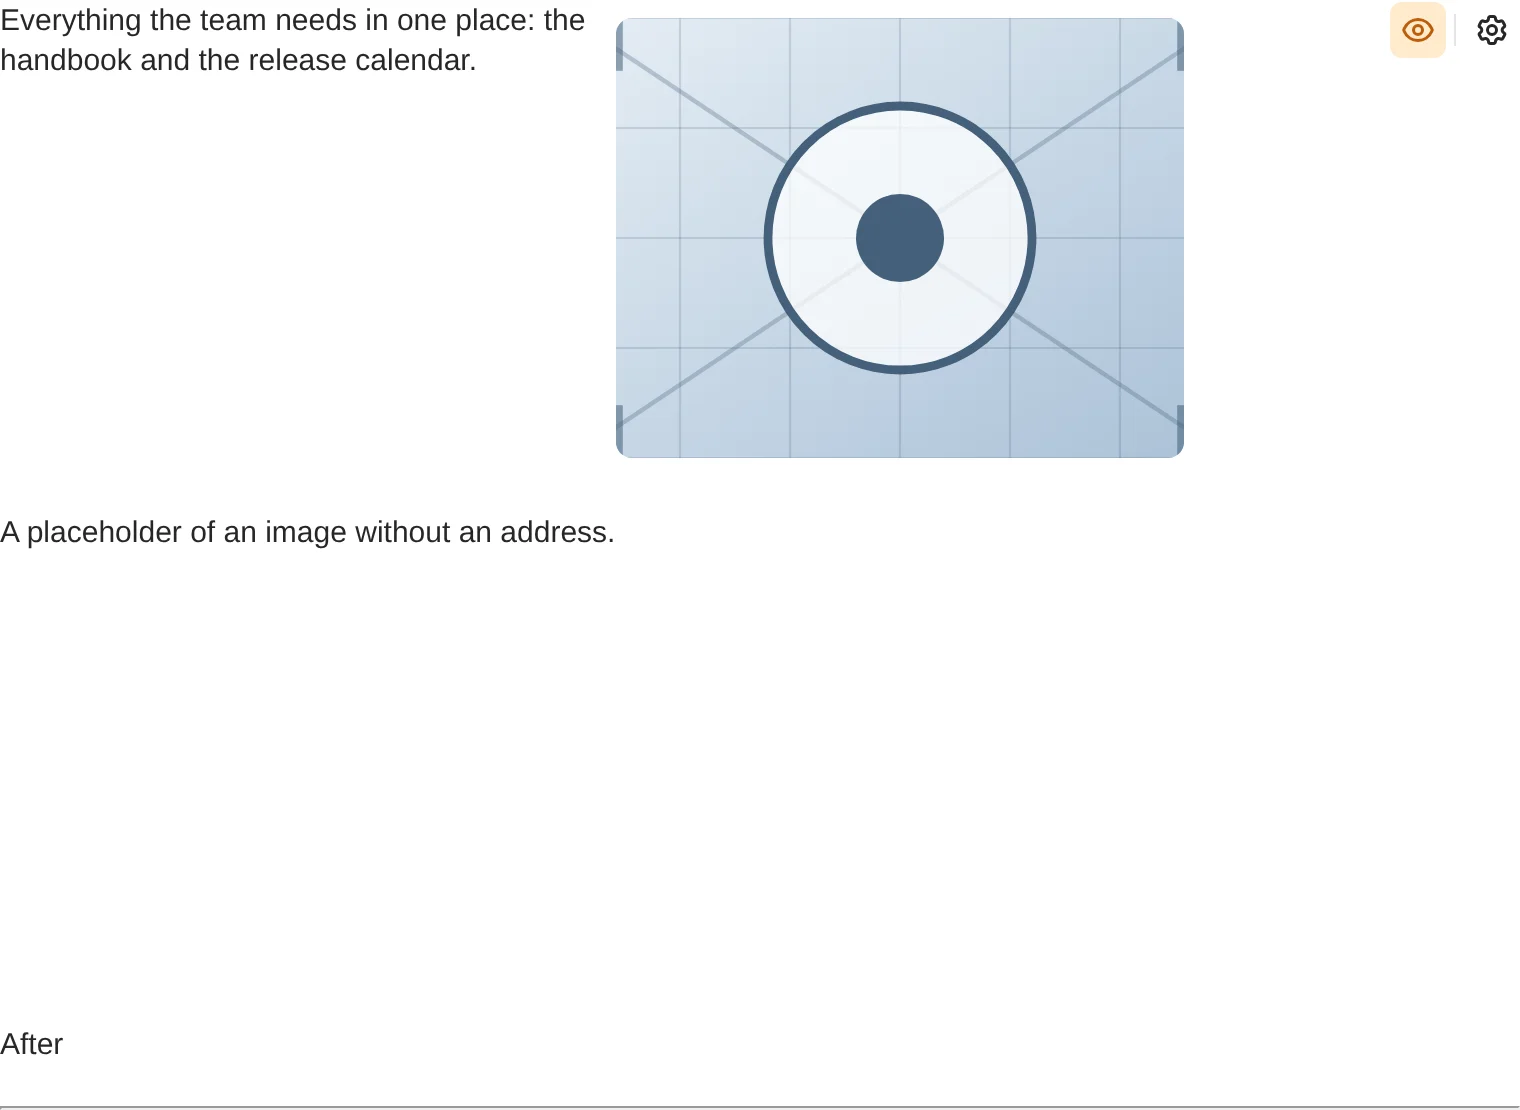 Everything the team needs in one place: the
handbook and the release calendar.
A placeholder of an image without an address.
After